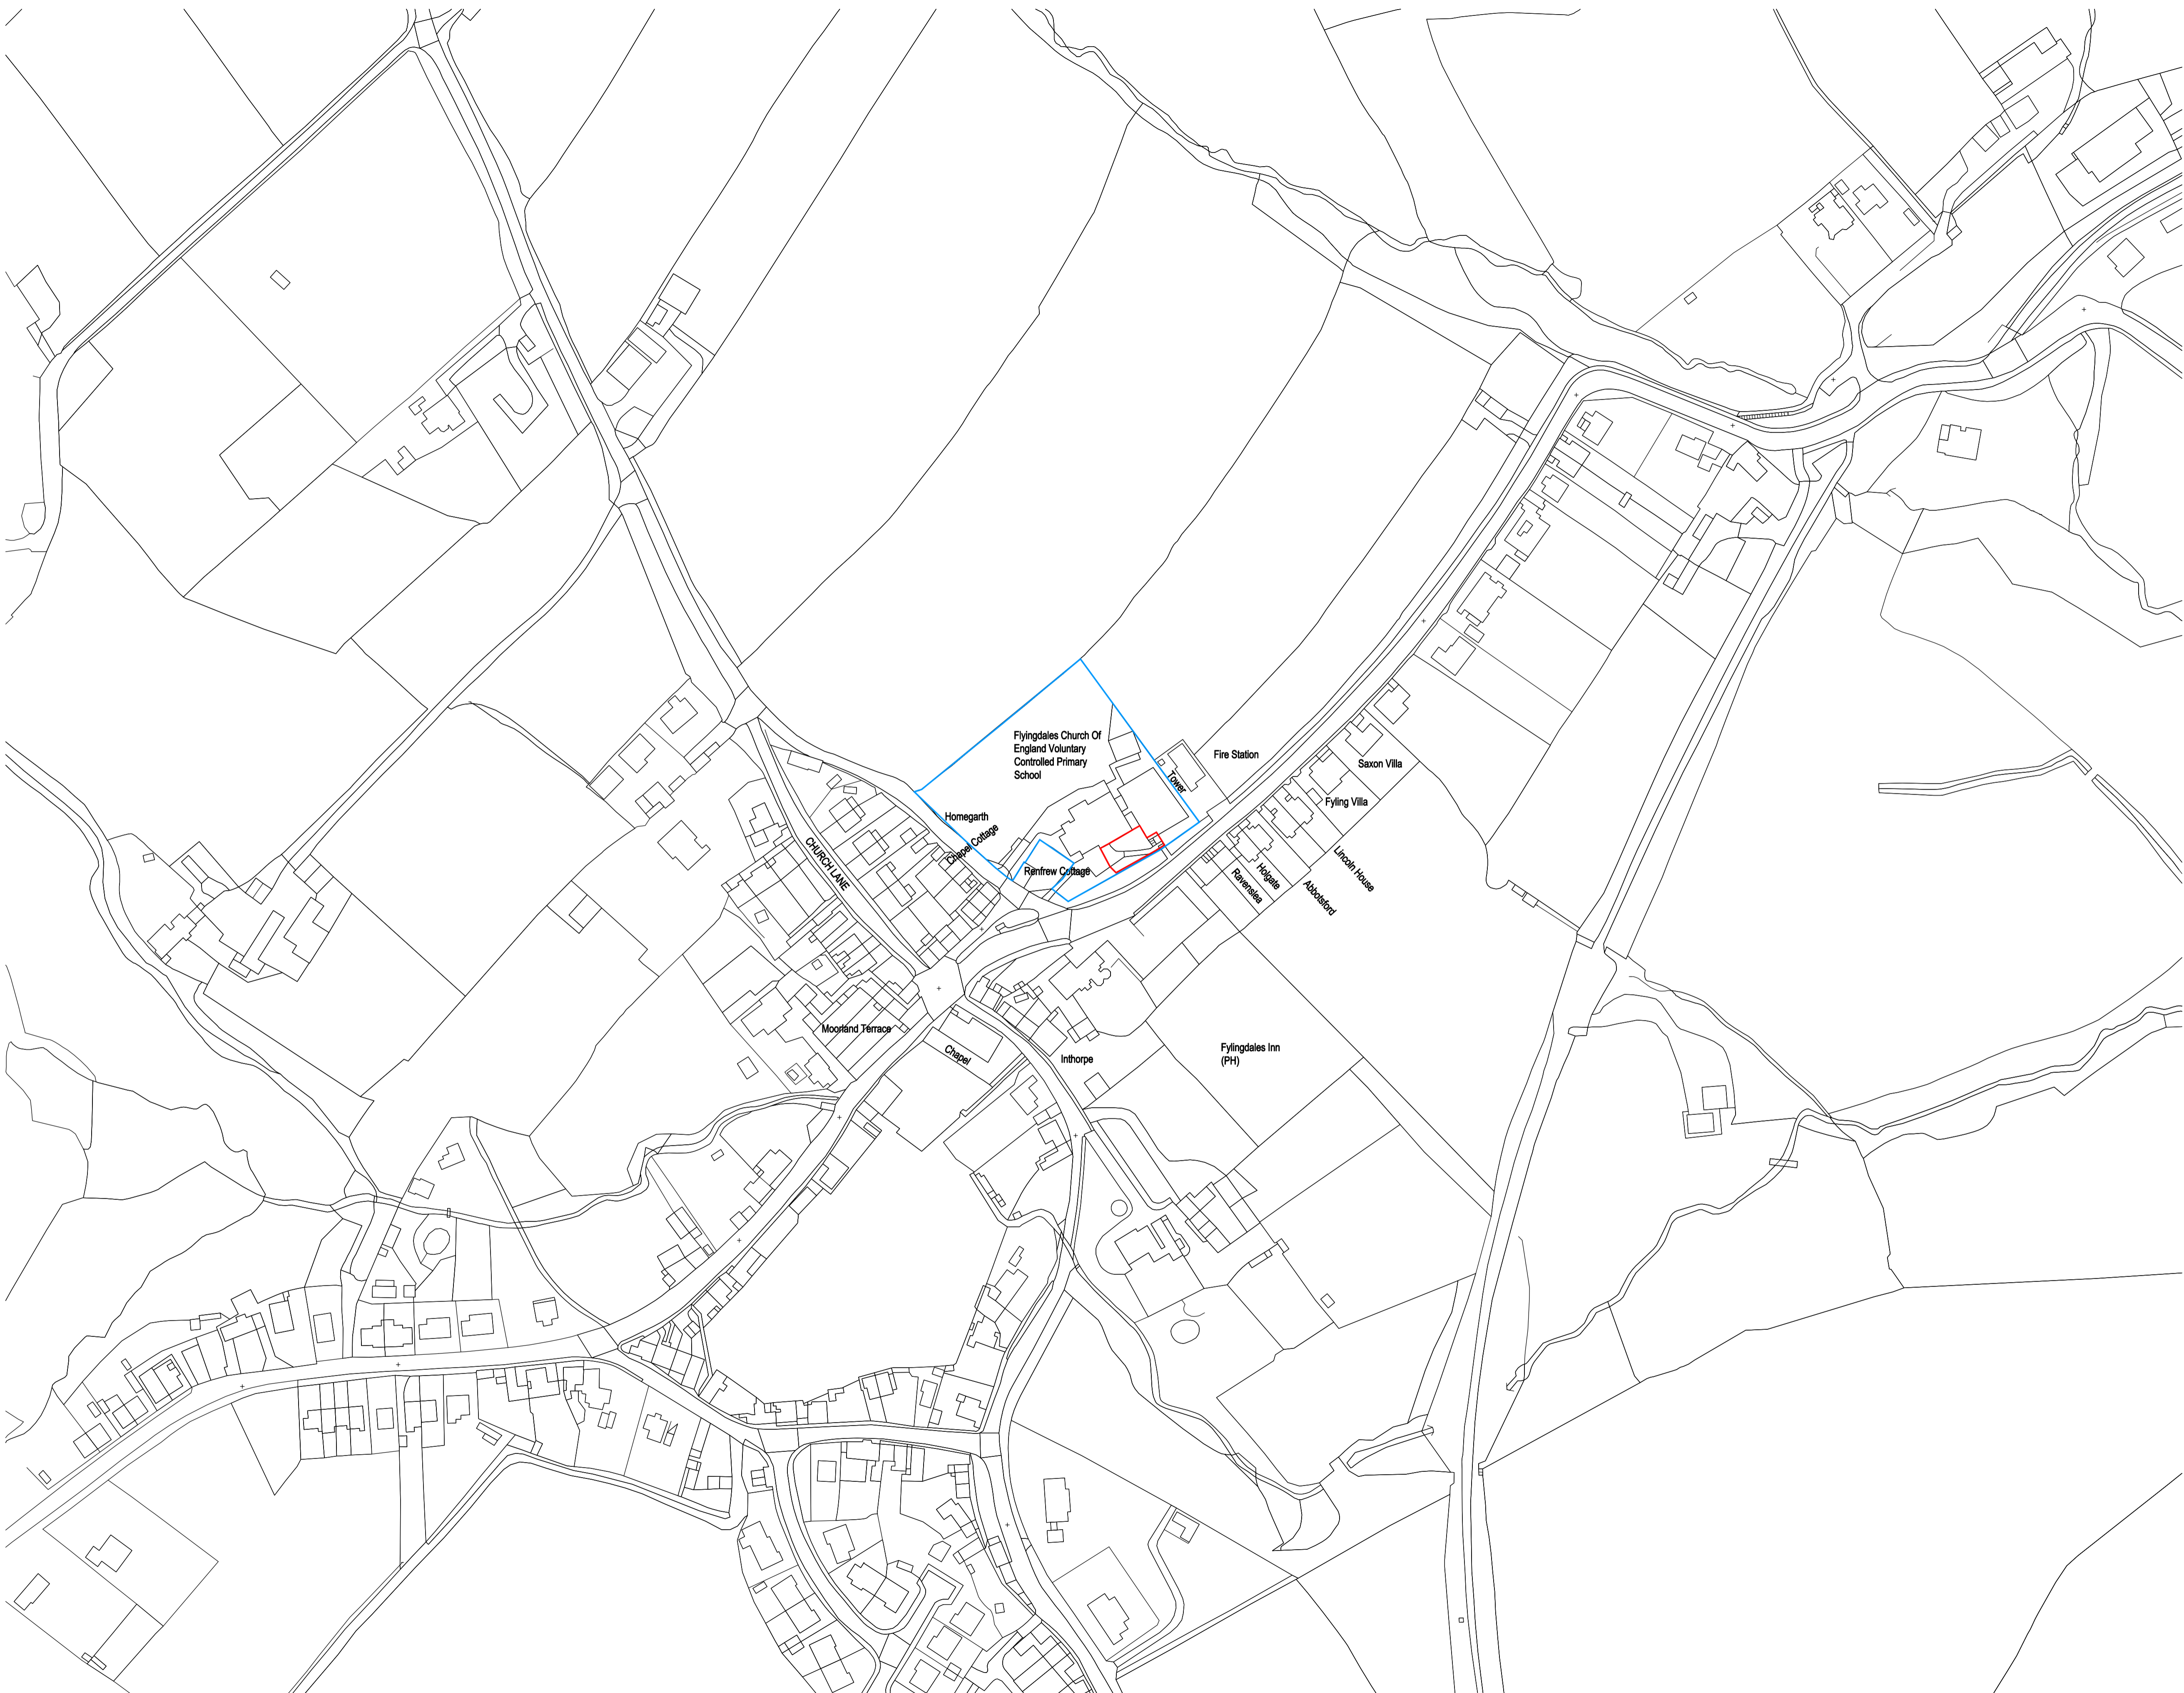 Flyingdales Church Of
England Voluntary
Controlled Primary
School
Fire Station
Tower
Saxon Villa
Fyling Villa
Homegarth
Chapel Cottage
CHURCH LANE
Renfrew Cottage
Lincoln House
Holgate
Ravenslea
Abbotsford
Moorland Terrace
Chapel
Inthorpe
Fylingdales Inn
(PH)